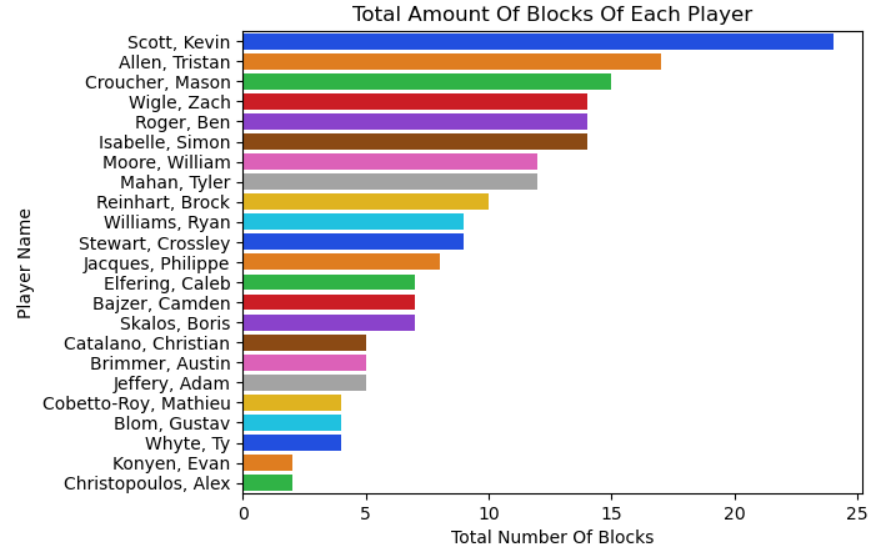 Total Amount Of Blocks Of Each Player
Player Name
Scott, Kevin
Allen, Tristan
Croucher, Mason
Wigle, Zach
Roger, Ben
Isabelle, Simon
Moore, William
Mahan, Tyler
Reinhart, Brock
Williams, Ryan
Stewart, Crossley
Jacques, Philippe
Elfering, Caleb
Bajzer, Camden
Skalos, Boris
Catalano, Christian
Brimmer, Austin
Jeffery, Adam
Cobetto-Roy, Mathieu
Blom, Gustav
Whyte, Ty
Konyen, Evan
Christopoulos, Alex
0 5 10 15 20 25
Total Number Of Blocks